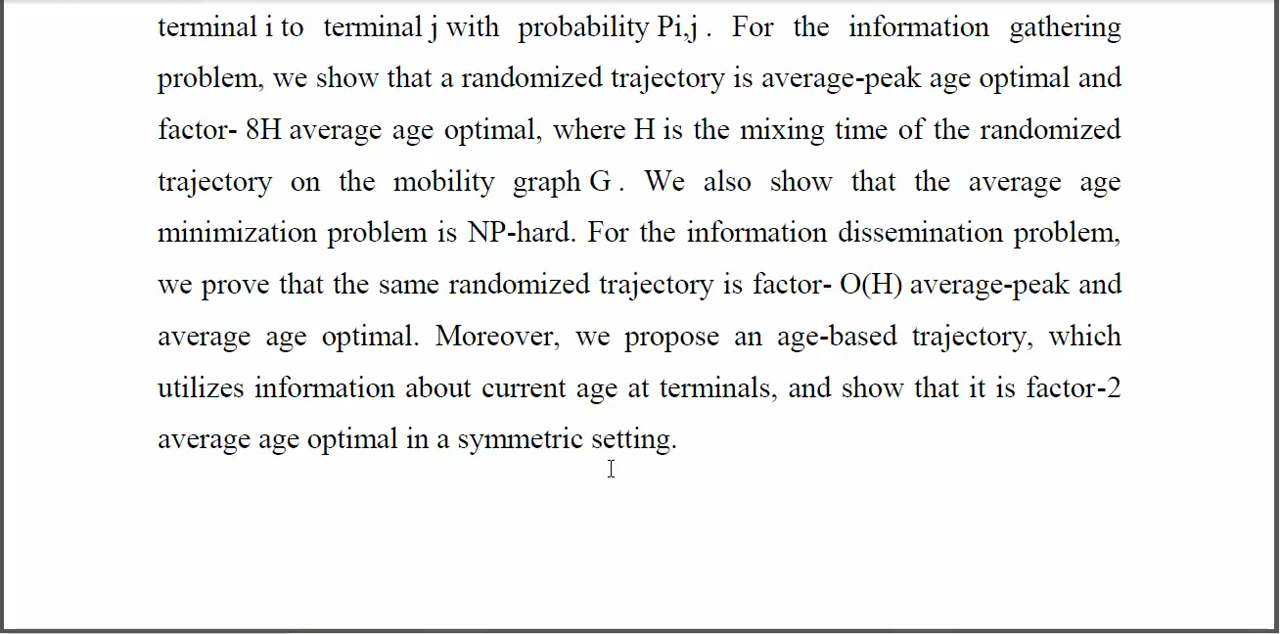 terminal i to terminal j with probability Pi,j . For the information gathering
problem, we show that a randomized trajectory is average-peak age optimal and
factor- 8H average age optimal, where H is the mixing time of the randomized
trajectory on the mobility graph G . We also show that the average age
minimization problem is NP-hard. For the information dissemination problem,
we prove that the same randomized trajectory is factor- O(H) average-peak and
average age optimal. Moreover, we propose an age-based trajectory, which
utilizes information about current age at terminals, and show that it is factor-2
average age optimal in a symmetric setting.